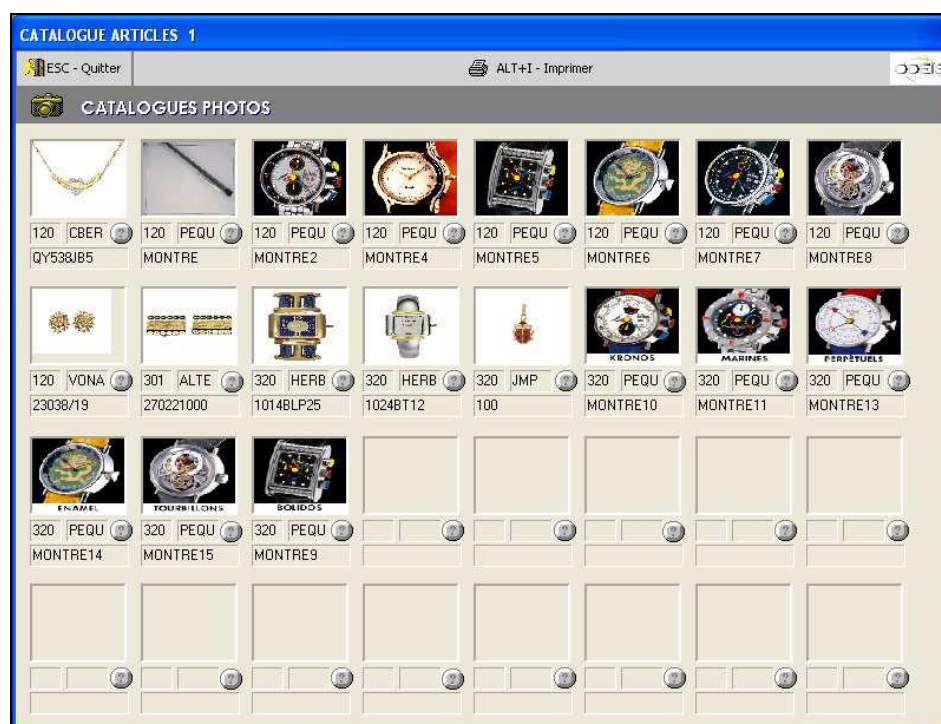 CATALOGUE ARTICLES 1
ESC - Quitter
ALT+I - Imprimer
CATALOGUES PHOTOS
120 CBER ? 120 PEQU ? 120 PEQU ? 120 PEQU ? 120 PEQU ? 120 PEQU ? 120 PEQU ? 120 PEQU ?
QY538JB5 MONTRE MONTRE2 MONTRE4 MONTRE5 MONTRE6 MONTRE7 MONTRE8
KRONOS MARINES PERPÉTUELS
120 VONA ? 301 ALTE ? 320 HERB ? 320 HERB ? 320 JMP ? 320 PEQU ? 320 PEQU ? 320 PEQU ?
23038/19 270221000 1014BLP25 1024BT12 100 MONTRE10 MONTRE11 MONTRE13
ENAMEL TOURBILLONS BOLIDOS
320 PEQU ? 320 PEQU ? 320 PEQU ? ? ? ? ? ?
MONTRE14 MONTRE15 MONTRE9
? ? ? ? ? ? ? ?